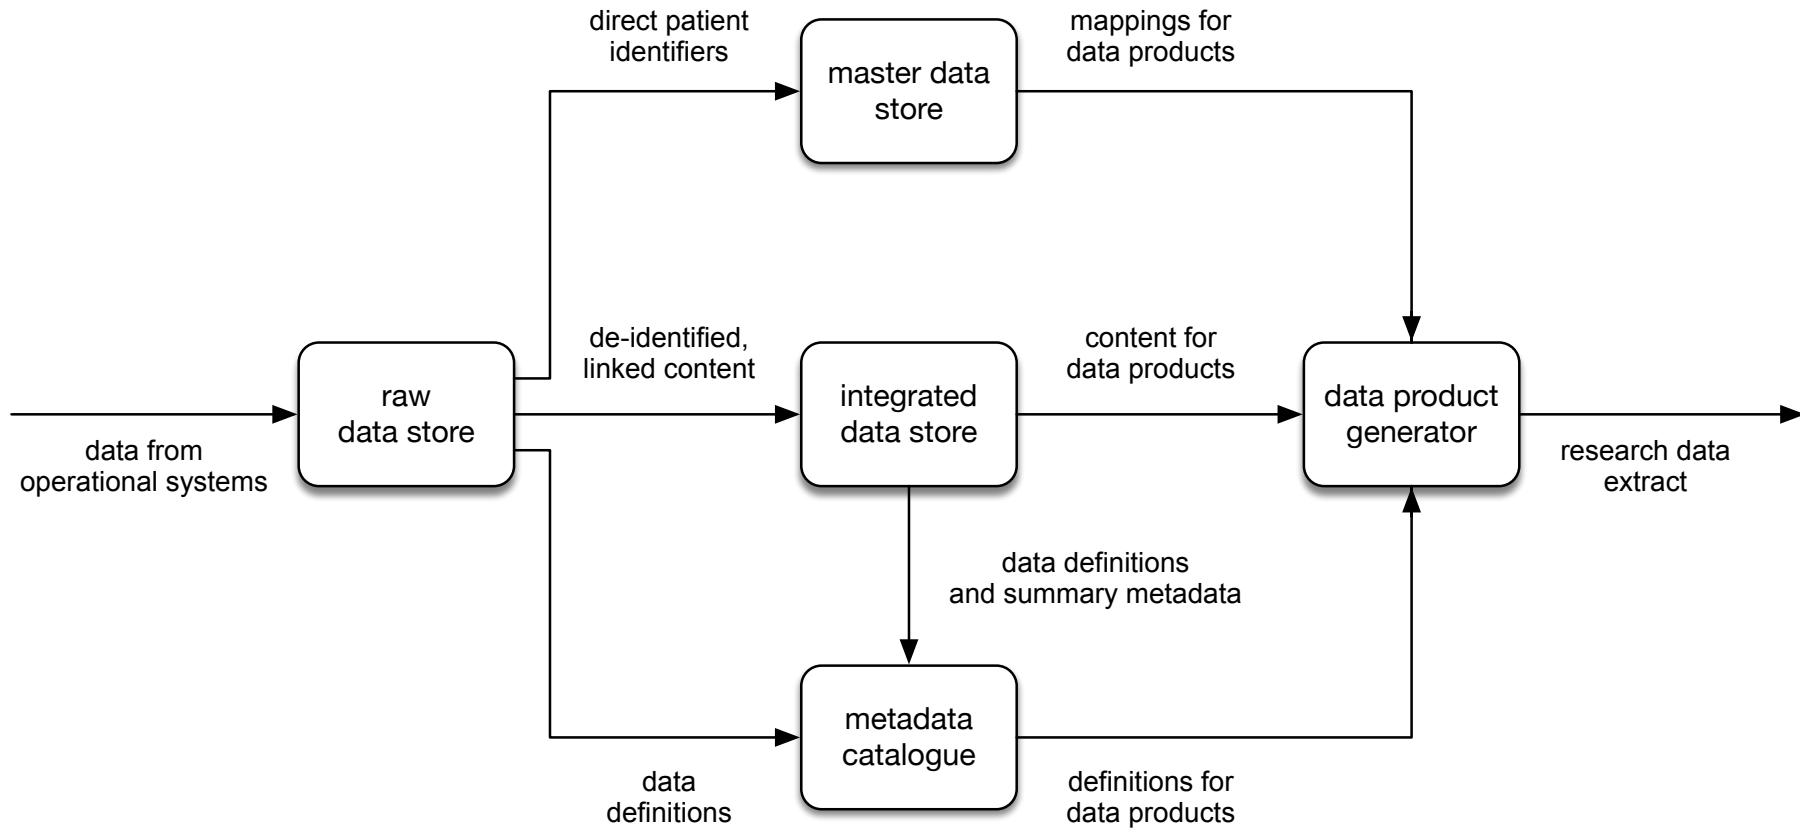 direct patient
identifiers
master data
store
mappings for
data products
data from
operational systems
raw
data store
de-identified,
linked content
integrated
data store
content for
data products
data product
generator
research data
extract
data definitions
and summary metadata
data
definitions
metadata
catalogue
definitions for
data products